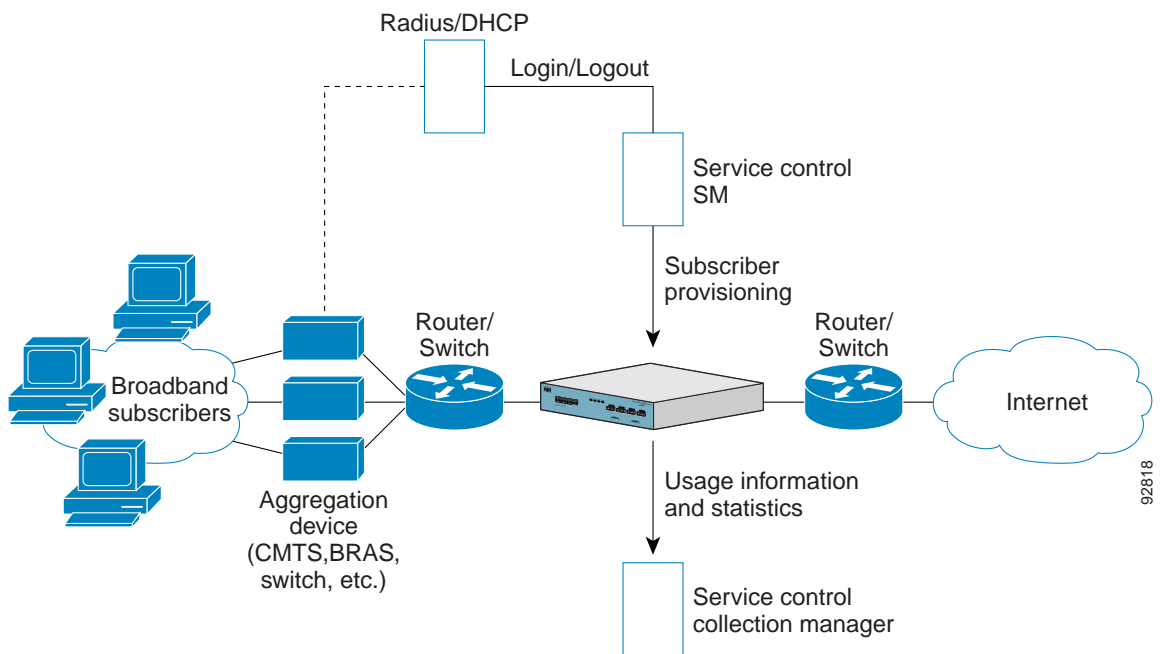 Radius/DHCP
Login/Logout
Service control
SM
Subscriber
provisioning
Router/
Switch
Router/
Switch
Broadband
subscribers
Internet
Aggregation
device
(CMTS,BRAS,
switch, etc.)
Usage information
and statistics
Service control
collection manager
92818